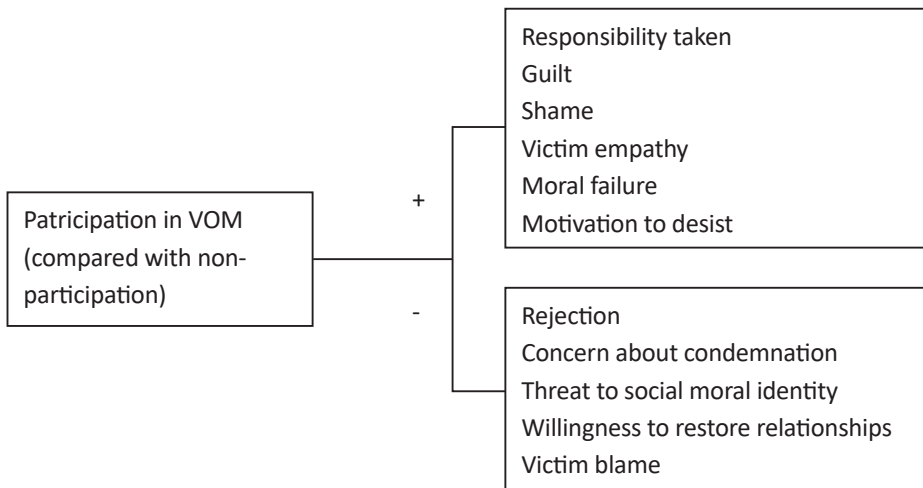 Patricipation in VOM
(compared with non-
participation)
+
-
Responsibility taken
Guilt
Shame
Victim empathy
Moral failure
Motivation to desist
Rejection
Concern about condemnation
Threat to social moral identity
Willingness to restore relationships
Victim blame